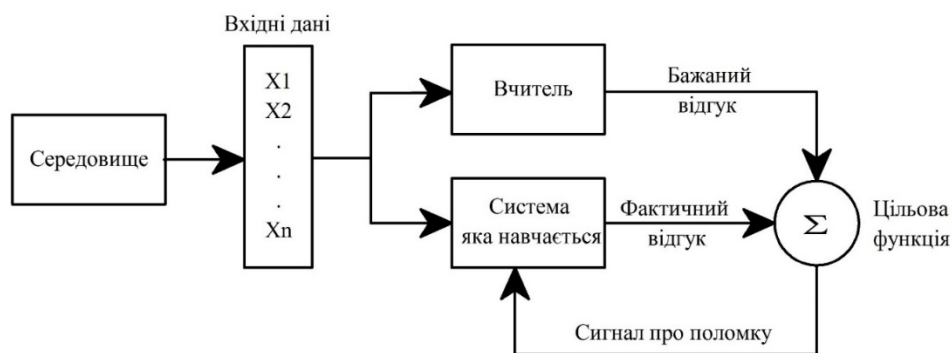 Вхідні дані
X1
X2
.
.
.
Xn
Середовище
Вчитель
Бажаний
відгук
Система
яка навчається
Фактичний
відгук
Σ
Цільова
функція
Сигнал про поломку